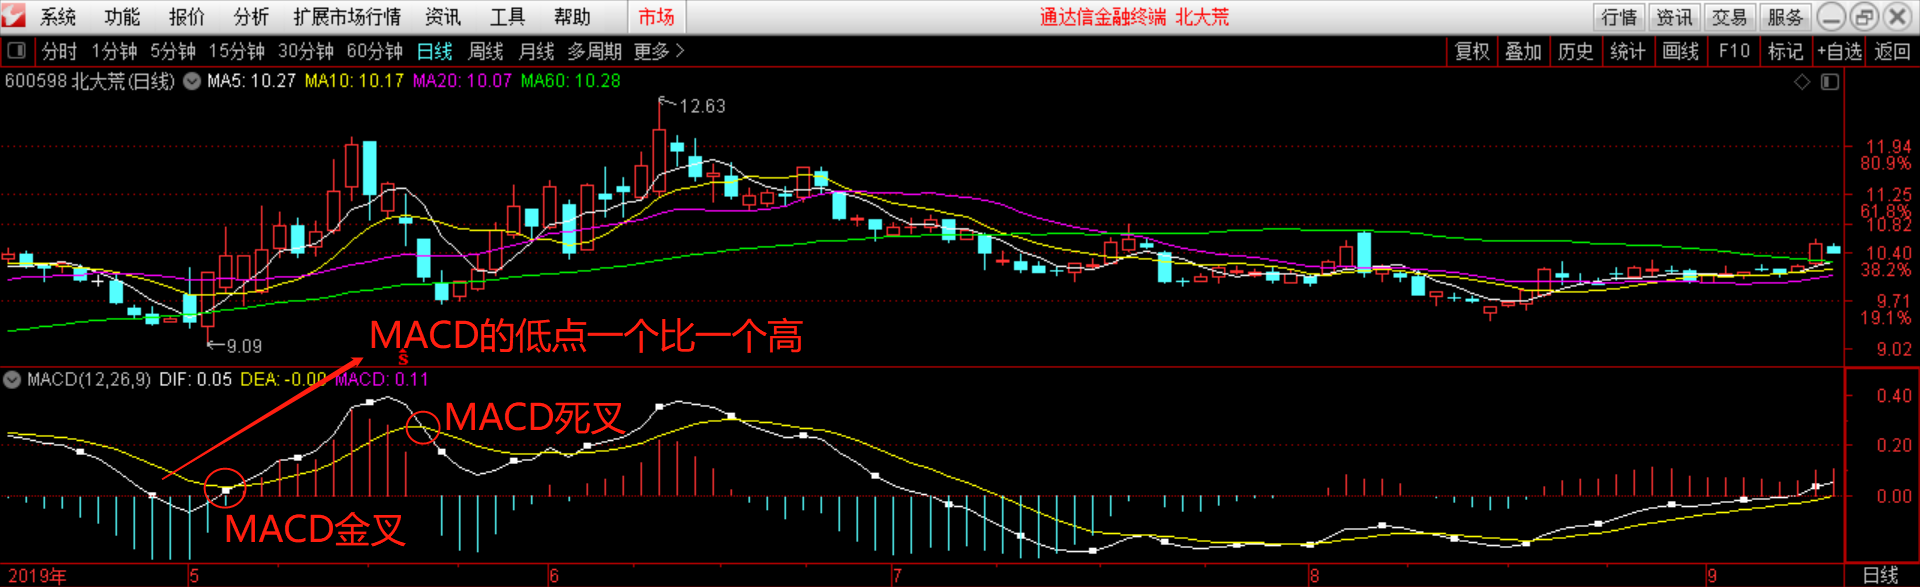 系统 功能 报价 分析 扩展市场行情 资讯 工具 帮助 市场 通达信金融终端 北大荒 行情 资讯 交易 服务
分时 1分钟 5分钟 15分钟 30分钟 60分钟 日线 周线 月线 多周期 更多 复权 叠加 历史 统计 画线 F10 标记 +自选 返回
600598 北大荒(日线) MA5: 10.27 MA10: 10.17 MA20: 10.07 MA60: 10.28
12.63
11.94
80.9%
11.25
61.8%
10.82
10.40
38.2%
9.71
19.1%
9.02
9.09
MACD的低点一个比一个高
ŝ
MACD(12,26,9) DIF: 0.05 DEA: -0.00 MACD: 0.11
0.40
MACD死叉
0.20
0.00
MACD金叉
2019年 5 6 7 8 9 日线